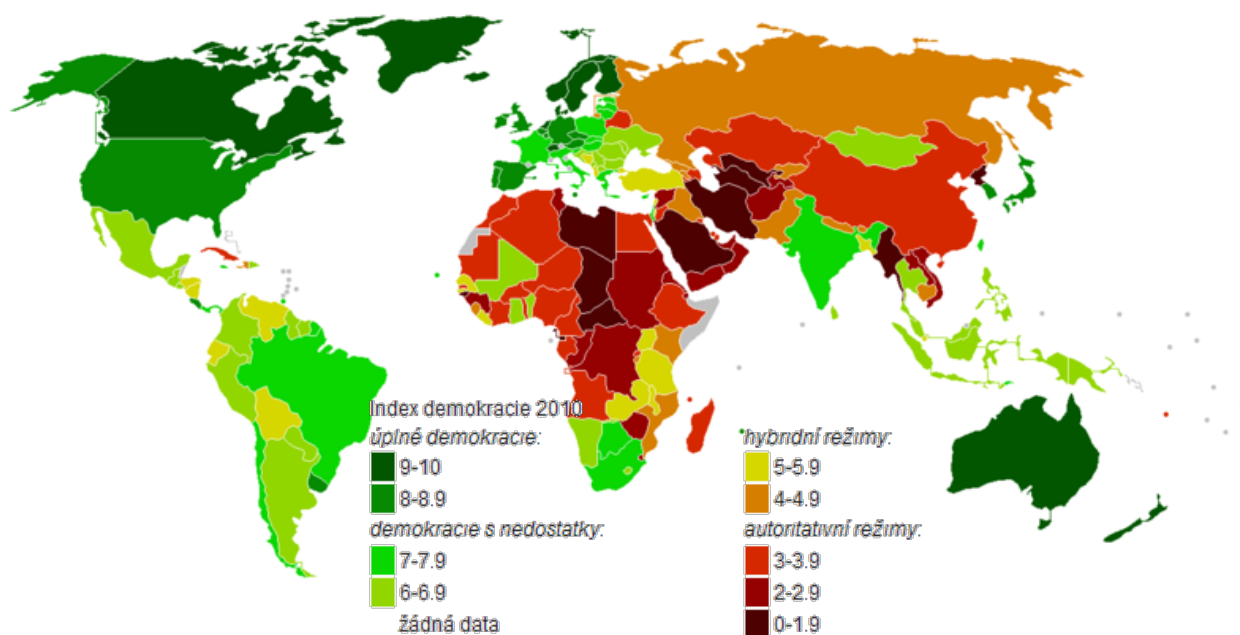 Index demokracie 2010
úplné demokracie:
9-10
8-8.9
demokracie s nedostatky:
7-7.9
6-6.9
žádná data
hybridní režimy:
5-5.9
4-4.9
autoritativní režimy:
3-3.9
2-2.9
0-1.9